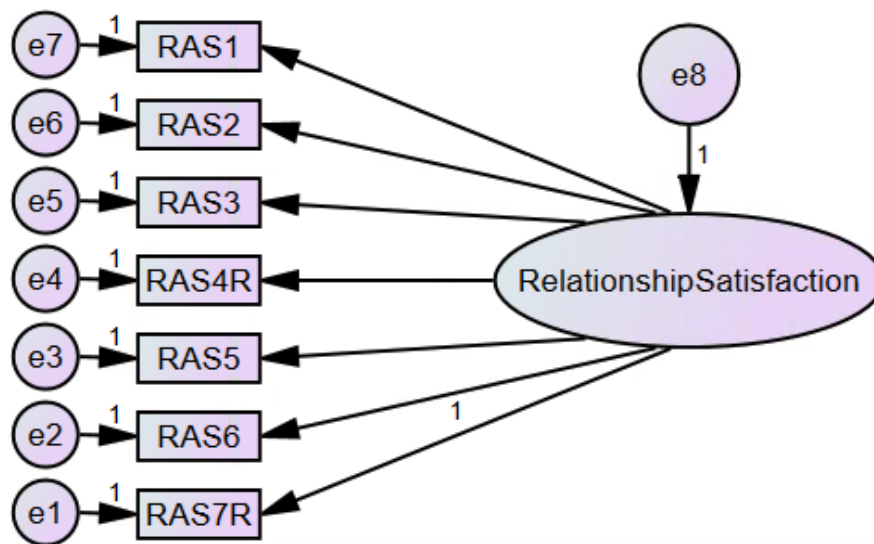 e7 1 RAS1
e8
e6 1 RAS2
1
e5 1 RAS3
e4 1 RAS4R
RelationshipSatisfaction
e3 1 RAS5
1
e2 1 RAS6
e1 1 RAS7R